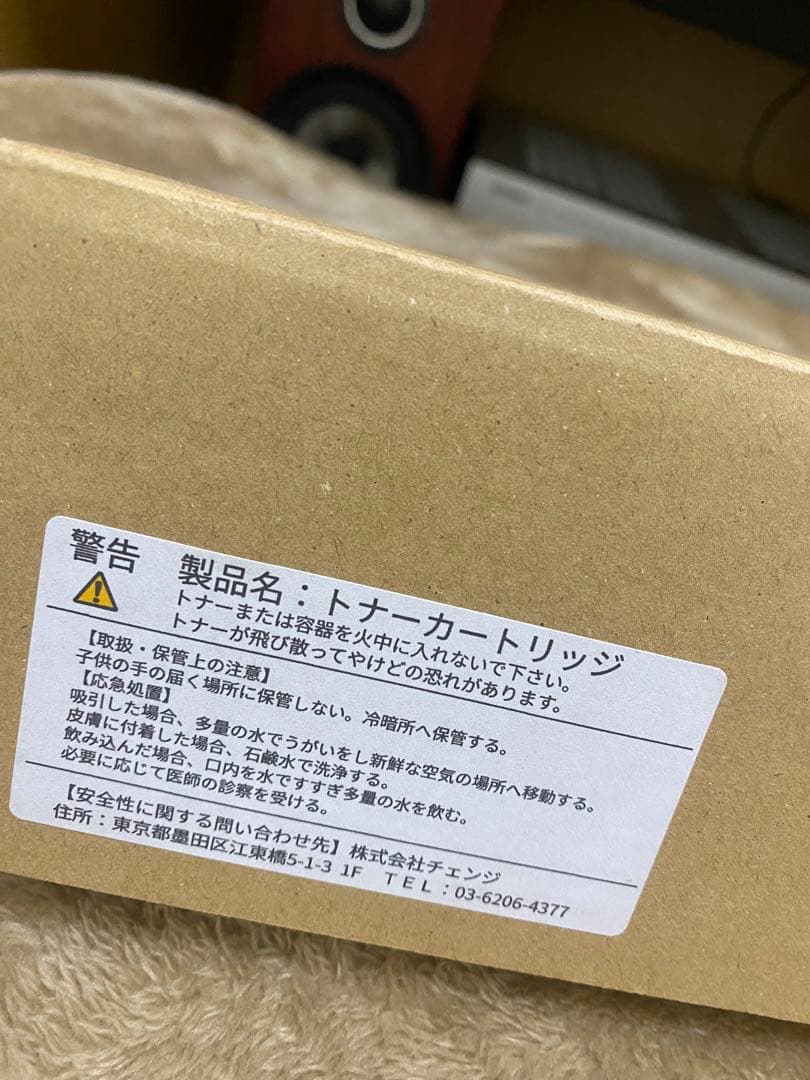 警告 製品名：トナーカートリッジ
トナーまたは容器を火中に入れないで下さい。
トナーが飛び散ってやけどの恐れがあります。
【取扱・保管上の注意】
子供の手の届く場所に保管しない。冷暗所へ保管する。
【応急処置】
吸引した場合、多量の水でうがいをし新鮮な空気の場所へ移動する。
皮膚に付着した場合、石鹸水で洗浄する。
飲み込んだ場合、口内を水ですすぎ多量の水を飲む。
必要に応じて医師の診察を受ける。
【安全性に関する問い合わせ先】株式会社チェンジ
住所：東京都墨田区江東橋5-1-3 1F　ＴＥＬ：03-6206-4377